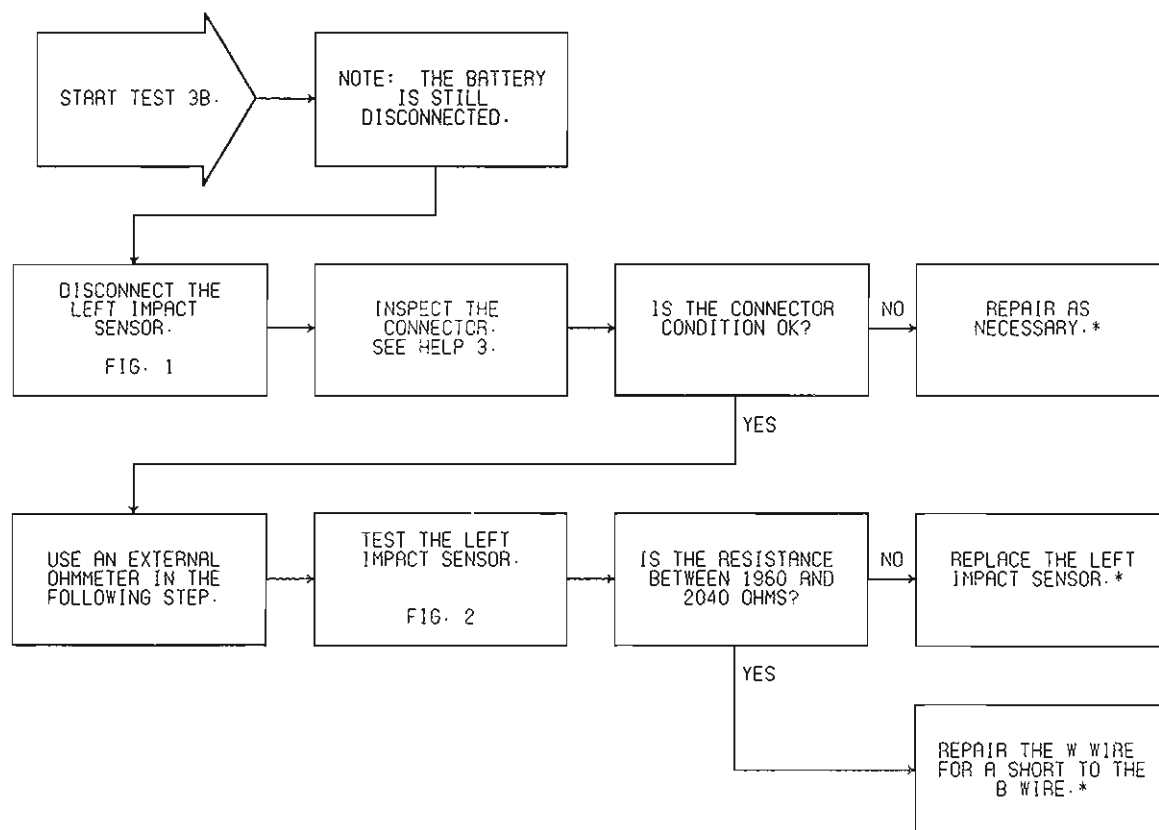 START TEST 3B.
NOTE: THE BATTERY
IS STILL
DISCONNECTED.
DISCONNECT THE
LEFT IMPACT
SENSOR.
FIG. 1
INSPECT THE
CONNECTOR.
SEE HELP 3.
IS THE CONNECTOR
CONDITION OK?
NO
REPAIR AS
NECESSARY.*
YES
USE AN EXTERNAL
OHMMETER IN THE
FOLLOWING STEP.
TEST THE LEFT
IMPACT SENSOR.
FIG. 2
IS THE RESISTANCE
BETWEEN 1960 AND
2040 OHMS?
NO
REPLACE THE LEFT
IMPACT SENSOR.*
YES
REPAIR THE W WIRE
FOR A SHORT TO THE
B WIRE.*